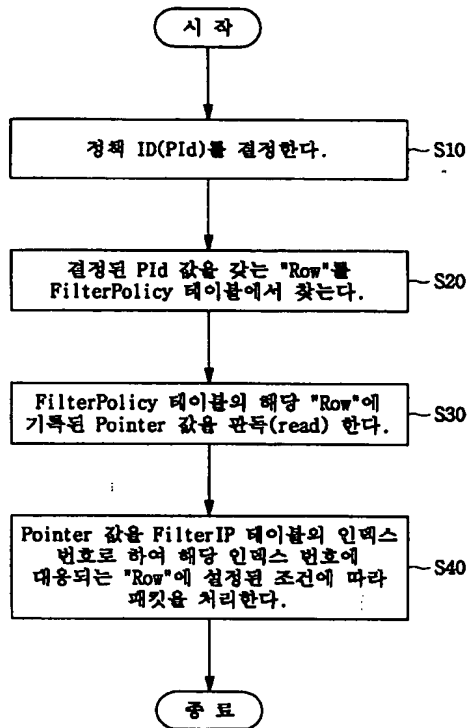 시 작
정책 ID(PId)를 결정한다.
S10
결정된 PId 값을 갖는 "Row"를
FilterPolicy 테이블에서 찾는다.
S20
FilterPolicy 테이블의 해당 "Row"에
기록된 Pointer 값을 판독(read) 한다.
S30
Pointer 값을 FilterIP 테이블의 인덱스
번호로 하여 해당 인덱스 번호에
대응되는 "Row"에 설정된 조건에 따라
패킷을 처리한다.
S40
종 료